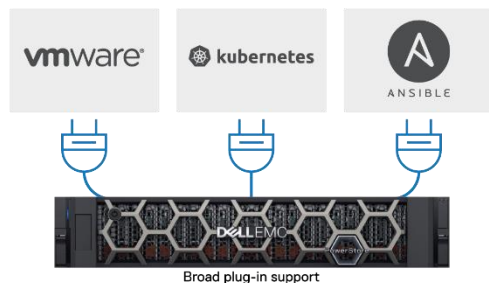 vmware®
kubernetes
A
ANSIBLE
DELLEMC
Broad plug-in support